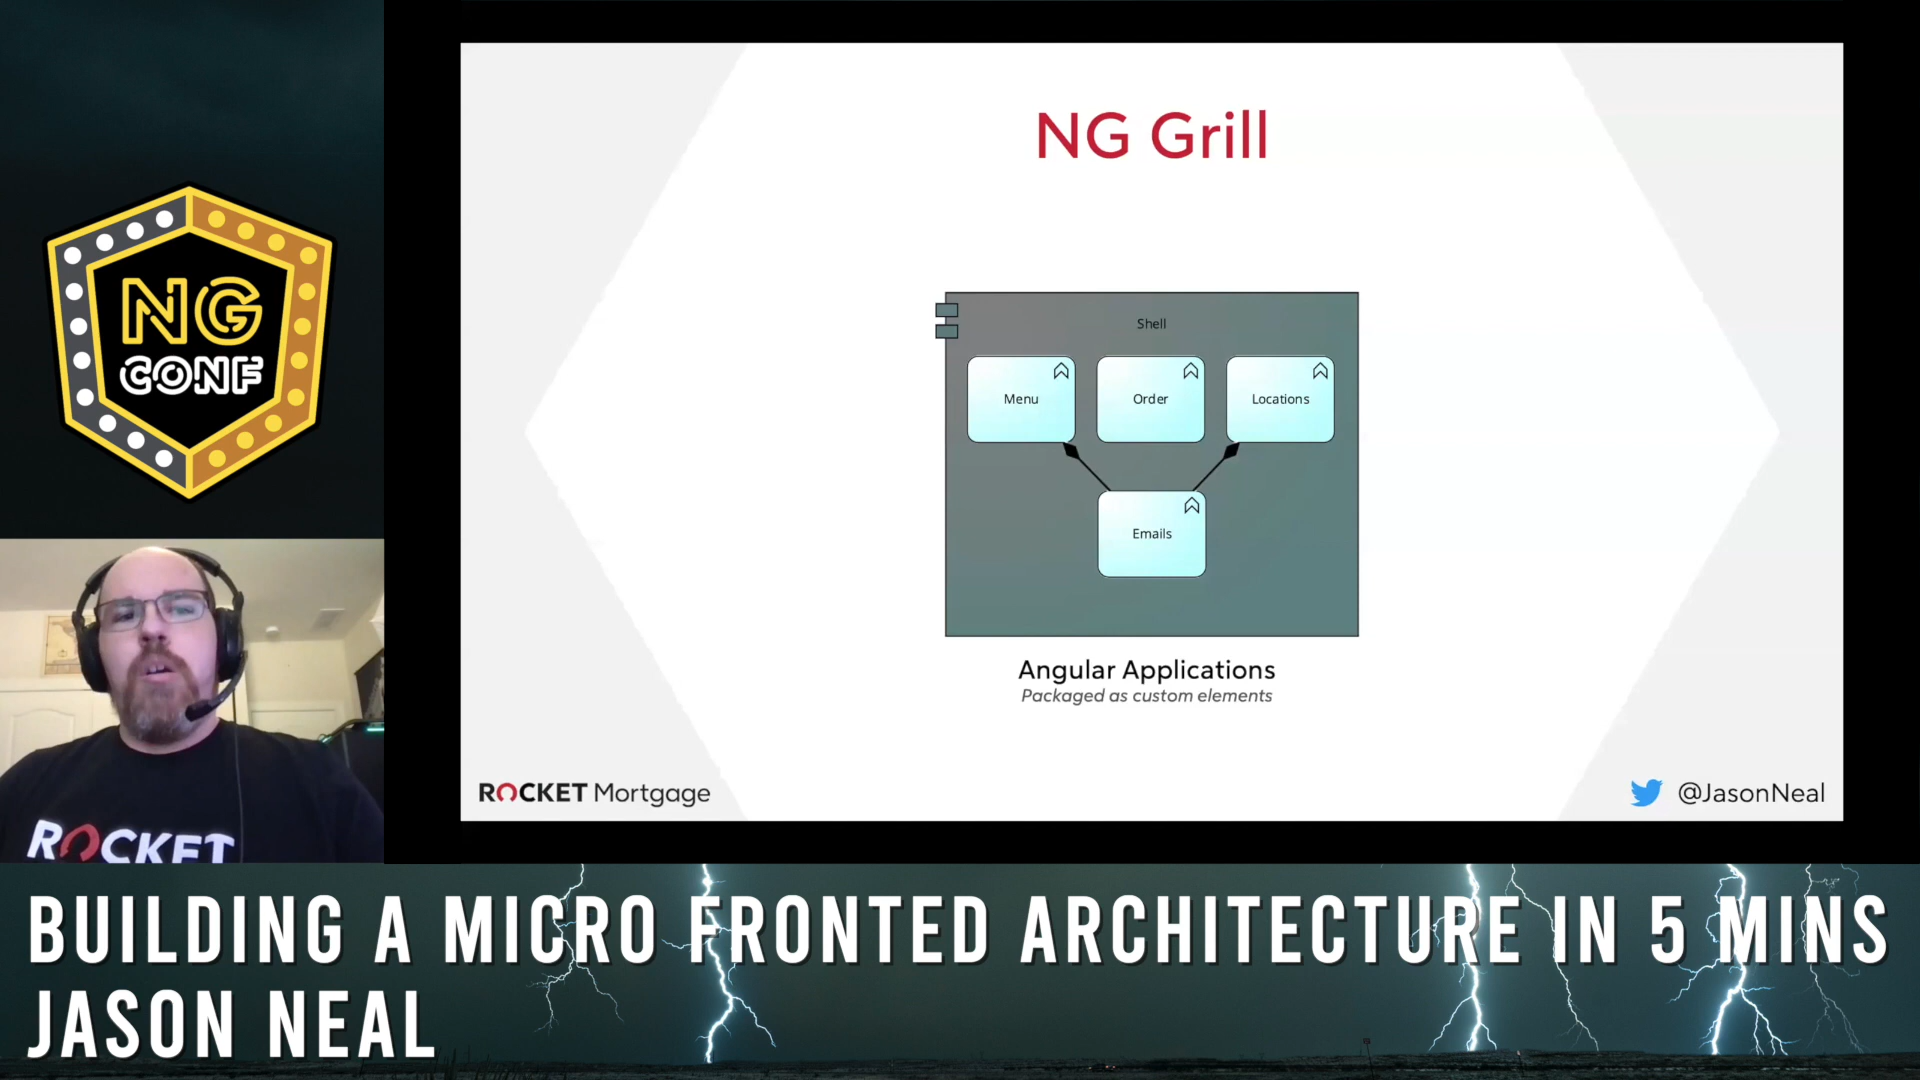 NG Grill
Shell
Menu
Order
Locations
Emails
Angular Applications
Packaged as custom elements
ROCKET Mortgage
@JasonNeal
NG
CONF
ROCKET
BUILDING A MICRO FRONTED ARCHITECTURE IN 5 MINS
JASON NEAL